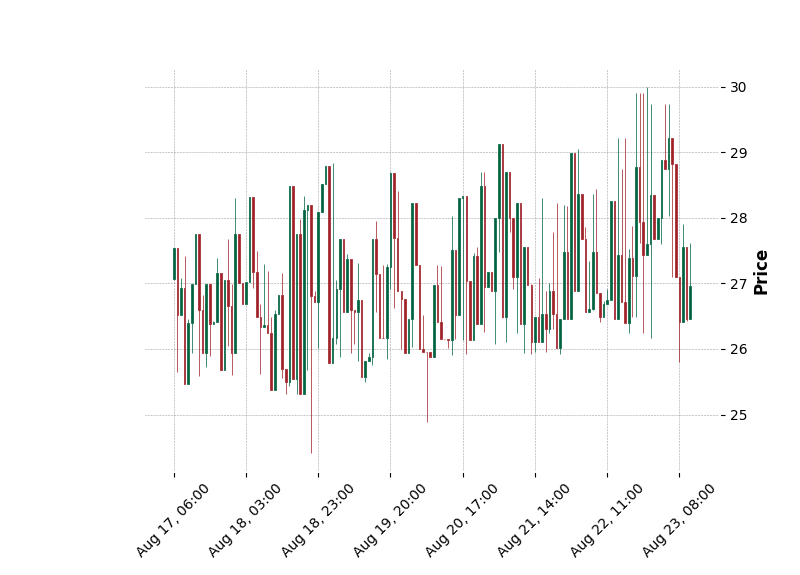 30
29
28
27
26
25
Price
Aug 17, 06:00
Aug 18, 03:00
Aug 18, 23:00
Aug 19, 20:00
Aug 20, 17:00
Aug 21, 14:00
Aug 22, 11:00
Aug 23, 08:00